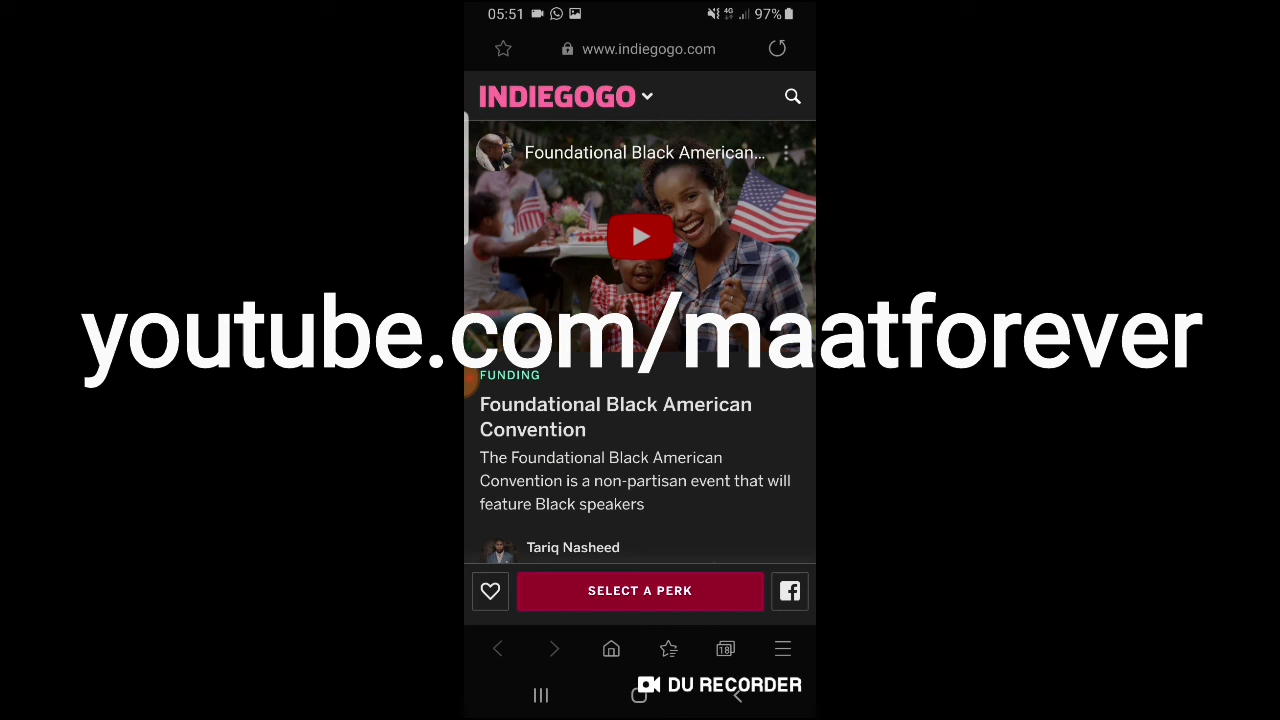 05:51
4G
97%
www.indiegogo.com
INDIEGOGO
Foundational Black American...
youtube.com/maatforever
FUNDING
Foundational Black American
Convention
The Foundational Black American
Convention is a non-partisan event that will
feature Black speakers
Tariq Nasheed
SELECT A PERK
18
DU RECORDER